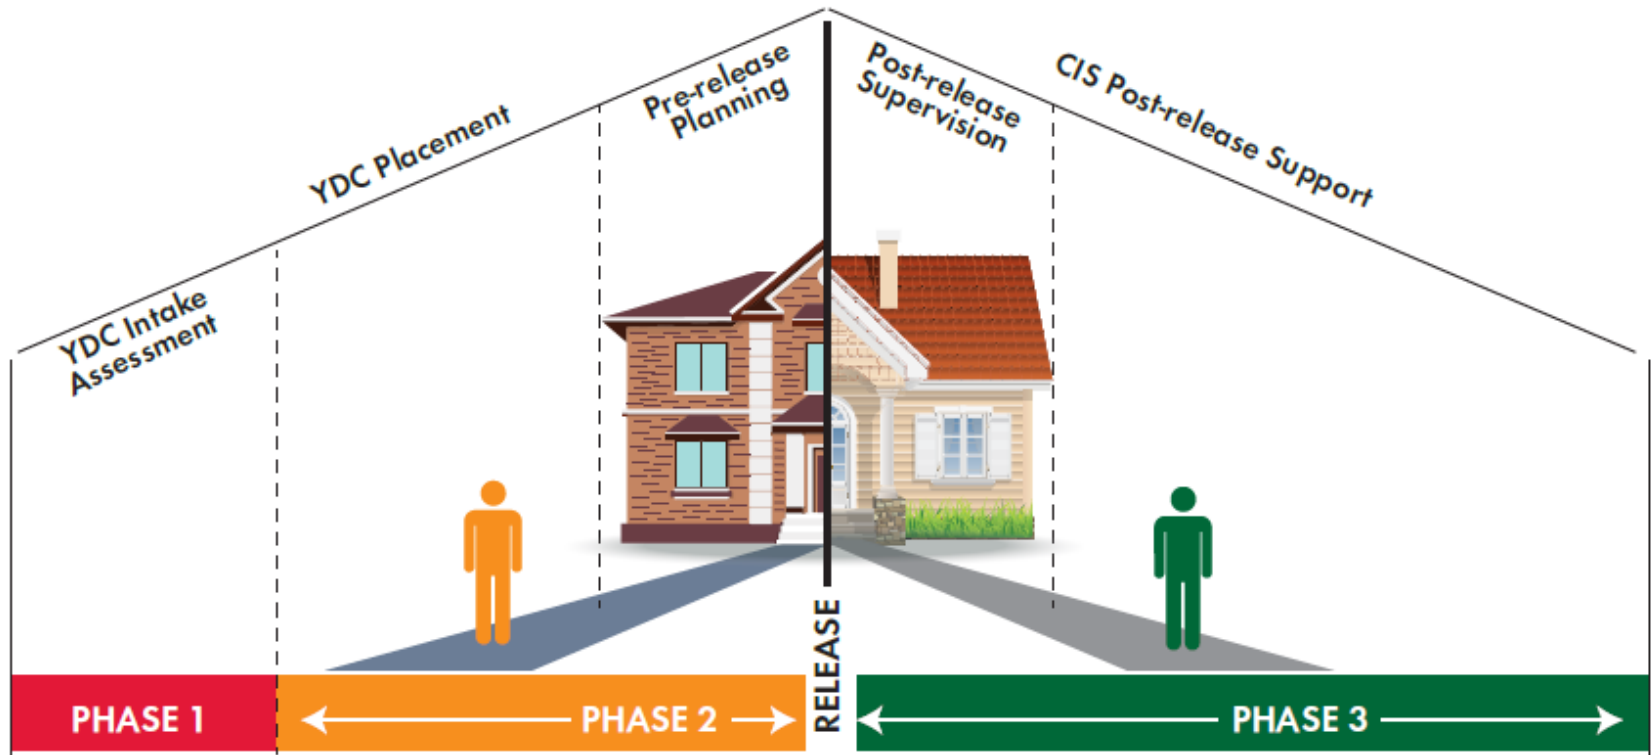 YDC Intake
Assessment
YDC Placement
Pre-release
Planning
Post-release
Supervision
CIS Post-release Support
RELEASE
PHASE 1
PHASE 2
PHASE 3